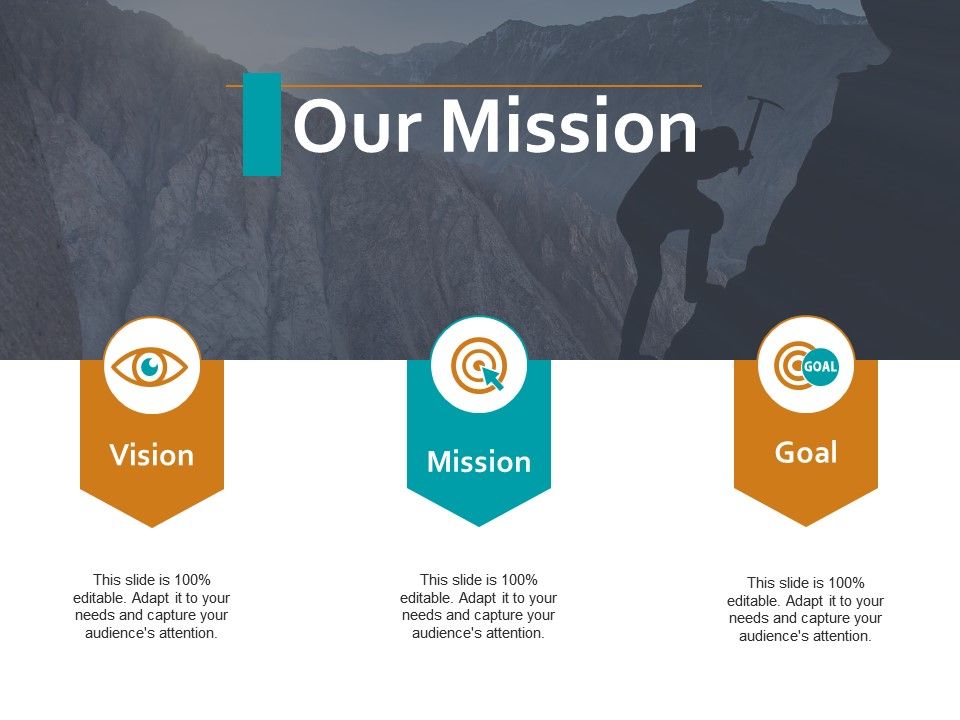 Our Mission
GOAL
Vision
Mission
Goal
This slide is 100%
editable. Adapt it to your
needs and capture your
audience's attention.
This slide is 100%
editable. Adapt it to your
needs and capture your
audience's attention.
This slide is 100%
editable. Adapt it to your
needs and capture your
audience's attention.